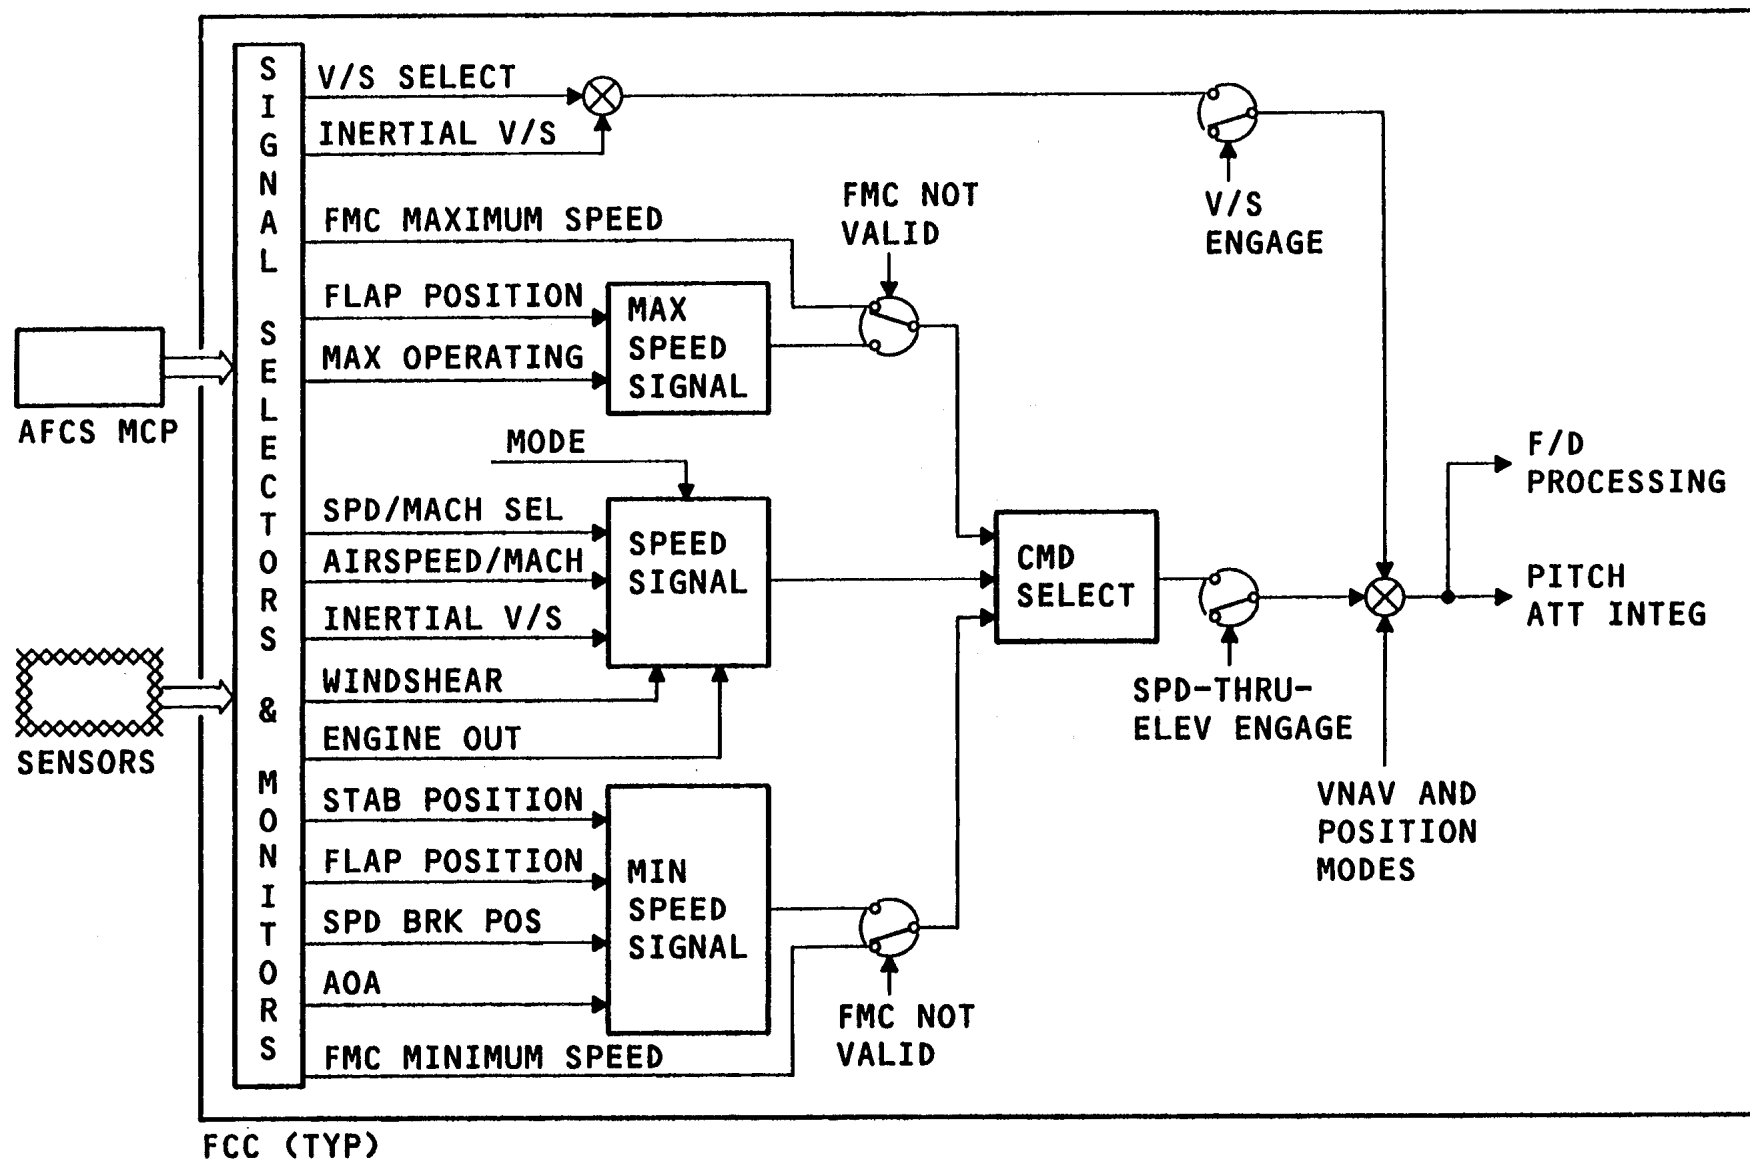 SIGNAL SELECTORS & MONITORS
V/S SELECT
INERTIAL V/S
FMC MAXIMUM SPEED
FLAP POSITION
MAX OPERATING
MAX
SPEED
SIGNAL
FMC NOT
VALID
V/S
ENGAGE
AFCS MCP
MODE
SPD/MACH SEL
AIRSPEED/MACH
INERTIAL V/S
WINDSHEAR
ENGINE OUT
SPEED
SIGNAL
CMD
SELECT
SPD-THRU-
ELEV ENGAGE
F/D
PROCESSING
PITCH
ATT INTEG
VNAV AND
POSITION
MODES
SENSORS
STAB POSITION
FLAP POSITION
SPD BRK POS
AOA
FMC MINIMUM SPEED
MIN
SPEED
SIGNAL
FMC NOT
VALID
FCC (TYP)